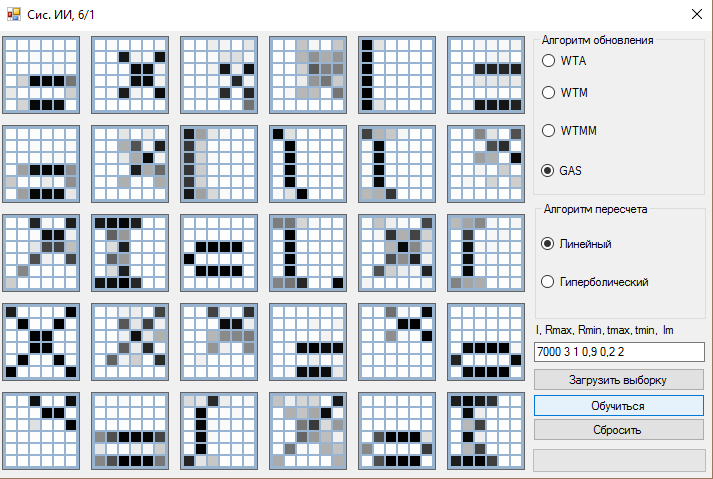 Сис. ИИ, 6/1
Алгоритм обновления
WTA
WTM
WTMM
GAS
Алгоритм пересчета
Линейный
Гиперболический
I, Rmax, Rmin, tmax, tmin, Im
7000 3 1 0,9 0,2 2
Загрузить выборку
Обучиться
Сбросить